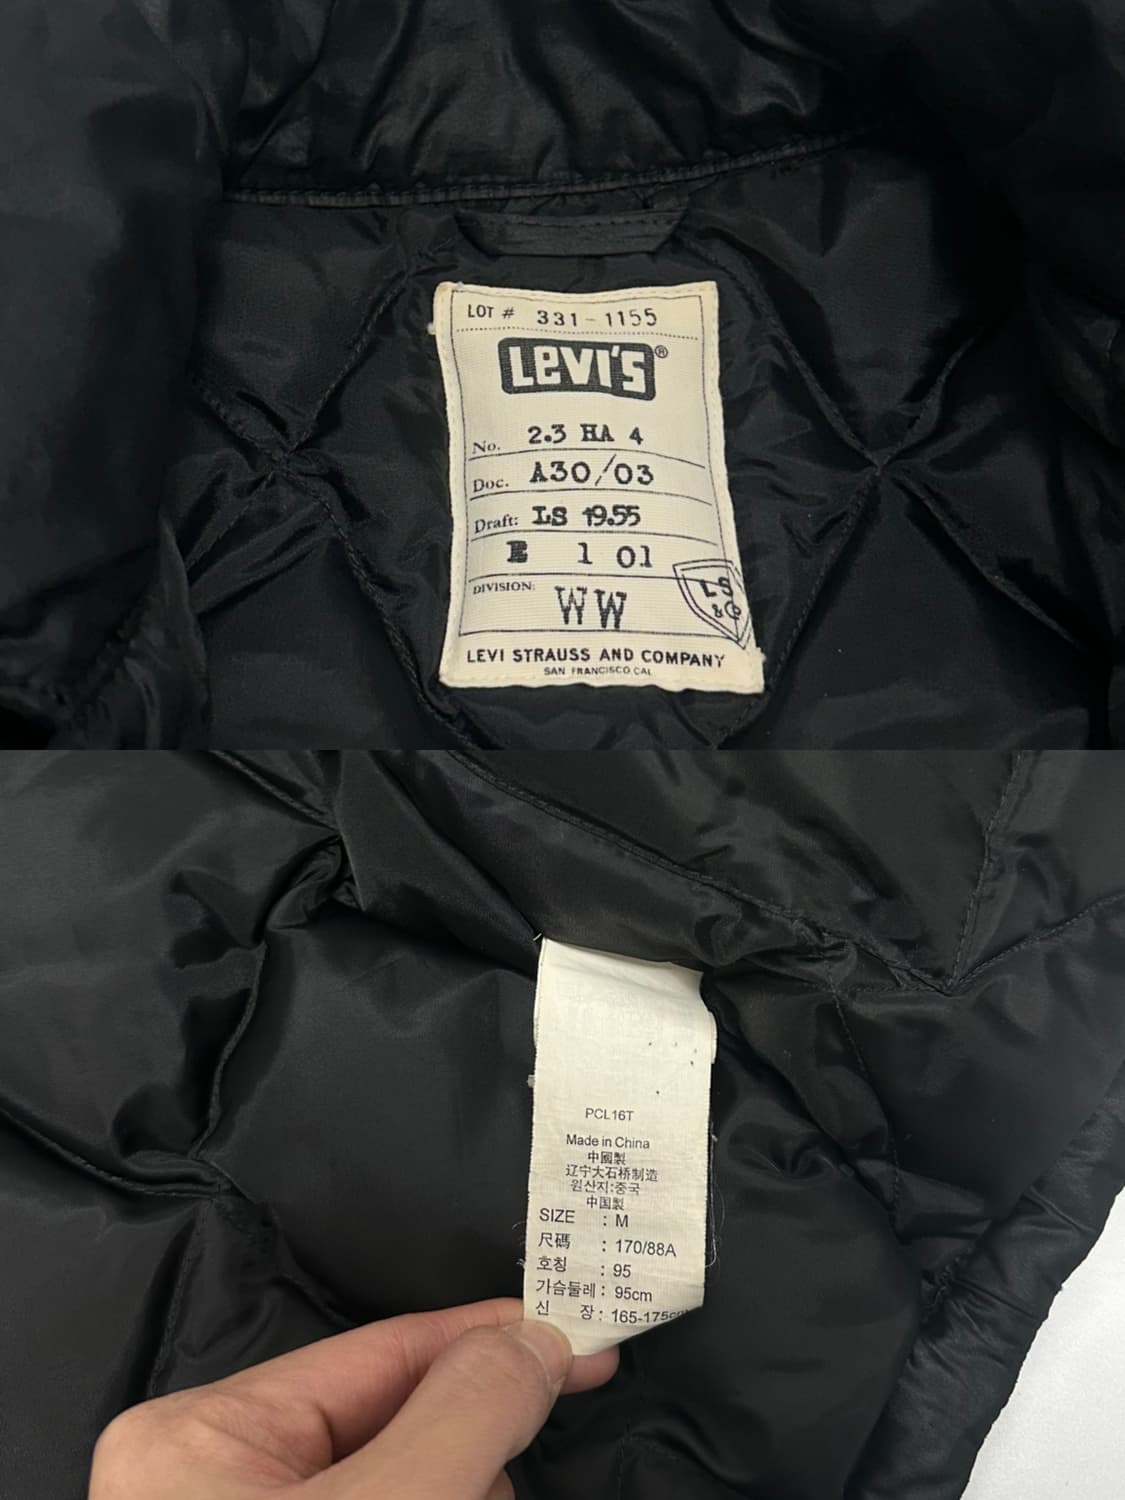 LOT # 331-1155
LEVI'S®
No. 2.3 HA 4
Doc. A30/03
Draft: LS 19.55
E 1 01
DIVISION: WW
LS
&Co
LEVI STRAUSS AND COMPANY
SAN FRANCISCO,CAL
PCL16T
Made in China
中國製
辽宁大石桥制造
원산지:중국
中国製
SIZE : M
尺碼 : 170/88A
호칭 : 95
가슴둘레 : 95cm
신 장 : 165-175cm